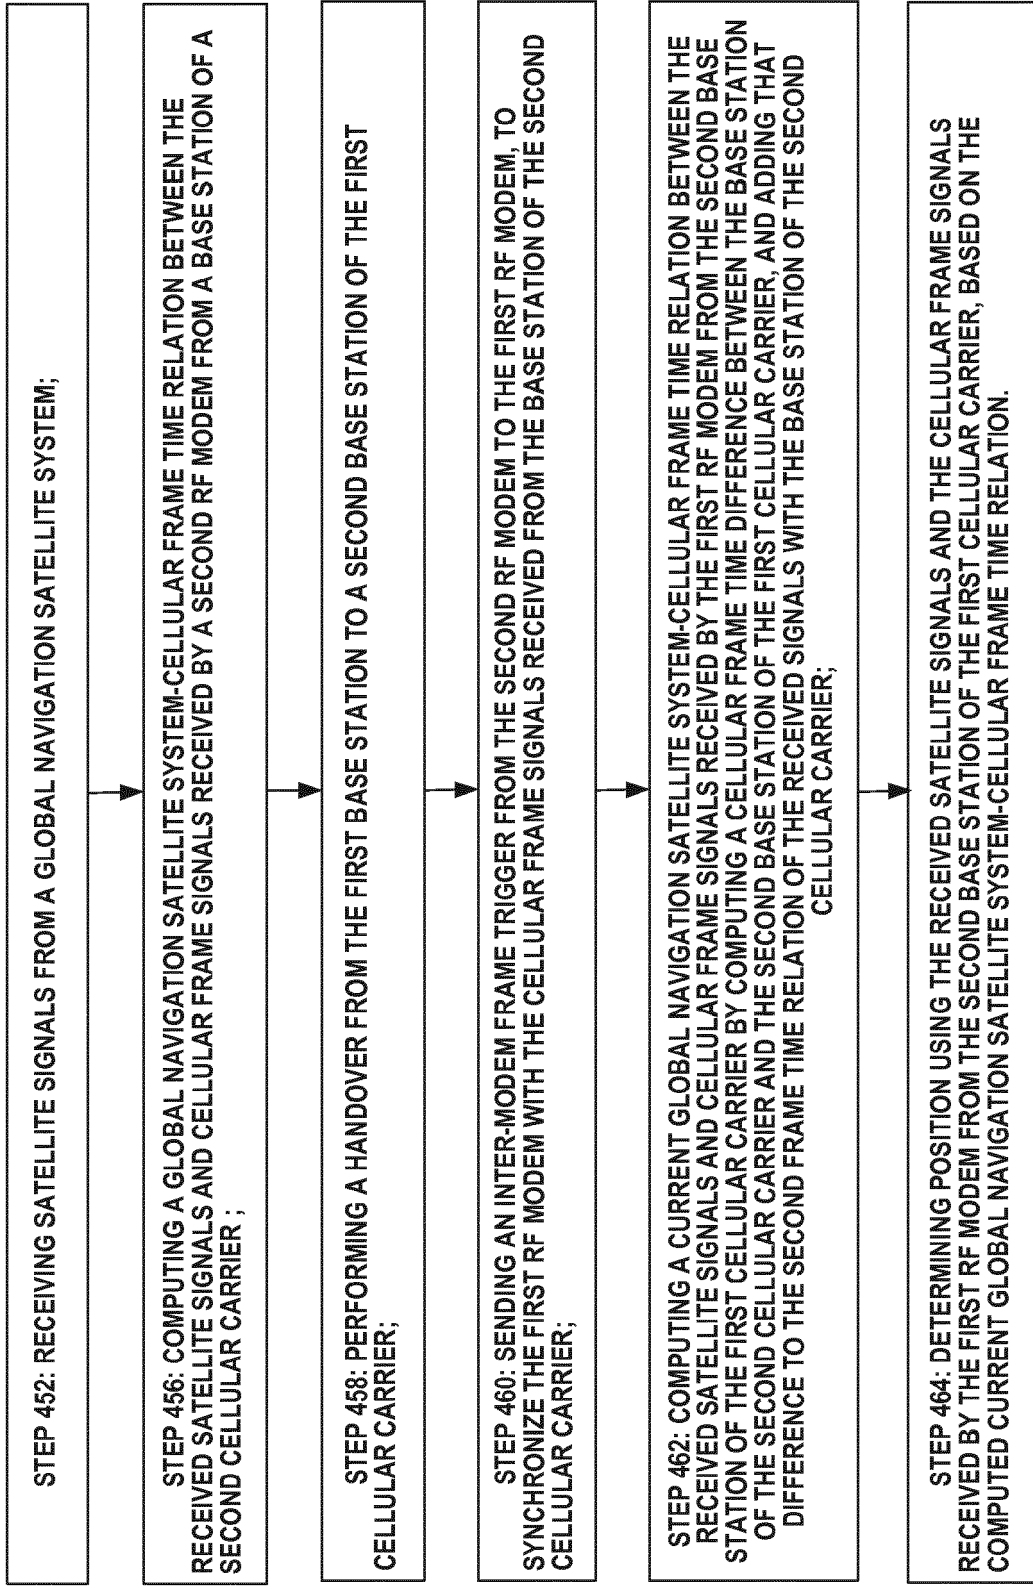 STEP 452: RECEIVING SATELLITE SIGNALS FROM A GLOBAL NAVIGATION SATELLITE SYSTEM;
STEP 456: COMPUTING A GLOBAL NAVIGATION SATELLITE SYSTEM-CELLULAR FRAME TIME RELATION BETWEEN THE
RECEIVED SATELLITE SIGNALS AND CELLULAR FRAME SIGNALS RECEIVED BY A SECOND RF MODEM FROM A BASE STATION OF A
SECOND CELLULAR CARRIER ;
STEP 458: PERFORMING A HANDOVER FROM THE FIRST BASE STATION TO A SECOND BASE STATION OF THE FIRST
CELLULAR CARRIER;
STEP 460: SENDING AN INTER-MODEM FRAME TRIGGER FROM THE SECOND RF MODEM TO THE FIRST RF MODEM, TO
SYNCHRONIZE THE FIRST RF MODEM WITH THE CELLULAR FRAME SIGNALS RECEIVED FROM THE BASE STATION OF THE SECOND
CELLULAR CARRIER;
STEP 462: COMPUTING A CURRENT GLOBAL NAVIGATION SATELLITE SYSTEM-CELLULAR FRAME TIME RELATION BETWEEN THE
RECEIVED SATELLITE SIGNALS AND CELLULAR FRAME SIGNALS RECEIVED BY THE FIRST RF MODEM FROM THE SECOND BASE
STATION OF THE FIRST CELLULAR CARRIER BY COMPUTING A CELLULAR FRAME TIME DIFFERENCE BETWEEN THE BASE STATION
OF THE SECOND CELLULAR CARRIER AND THE SECOND BASE STATION OF THE FIRST CELLULAR CARRIER, AND ADDING THAT
DIFFERENCE TO THE SECOND FRAME TIME RELATION OF THE RECEIVED SIGNALS WITH THE BASE STATION OF THE SECOND
CELLULAR CARRIER;
STEP 464: DETERMINING POSITION USING THE RECEIVED SATELLITE SIGNALS AND THE CELLULAR FRAME SIGNALS
RECEIVED BY THE FIRST RF MODEM FROM THE SECOND BASE STATION OF THE FIRST CELLULAR CARRIER, BASED ON THE
COMPUTED CURRENT GLOBAL NAVIGATION SATELLITE SYSTEM-CELLULAR FRAME TIME RELATION.